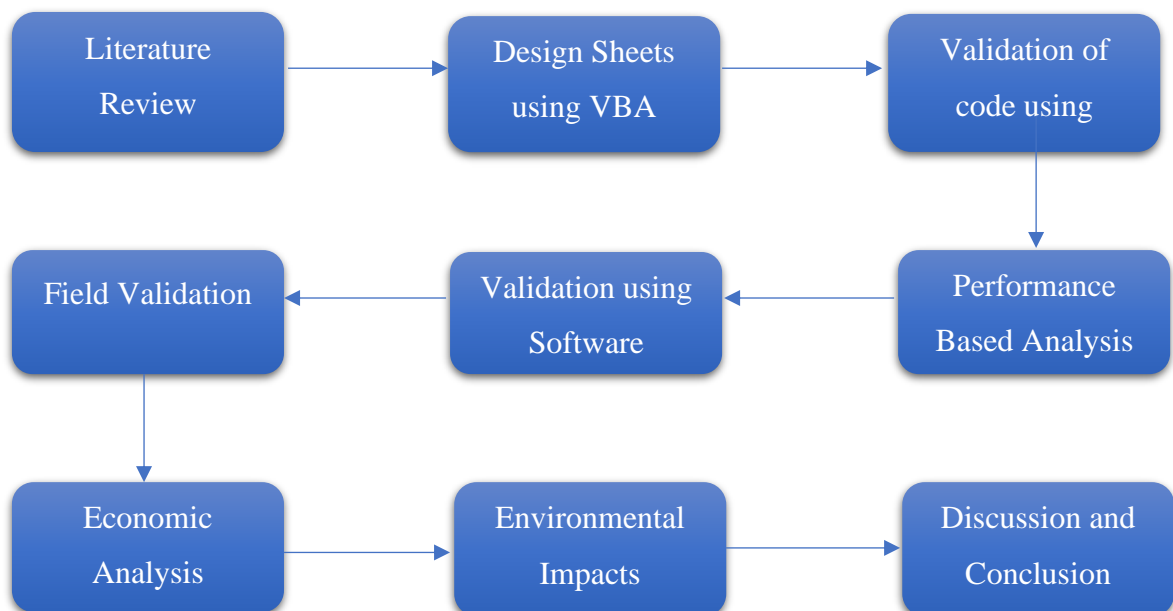 Literature
Review
Design Sheets
using VBA
Validation of
code using
Performance
Based Analysis
Validation using
Software
Field Validation
Economic
Analysis
Environmental
Impacts
Discussion and
Conclusion